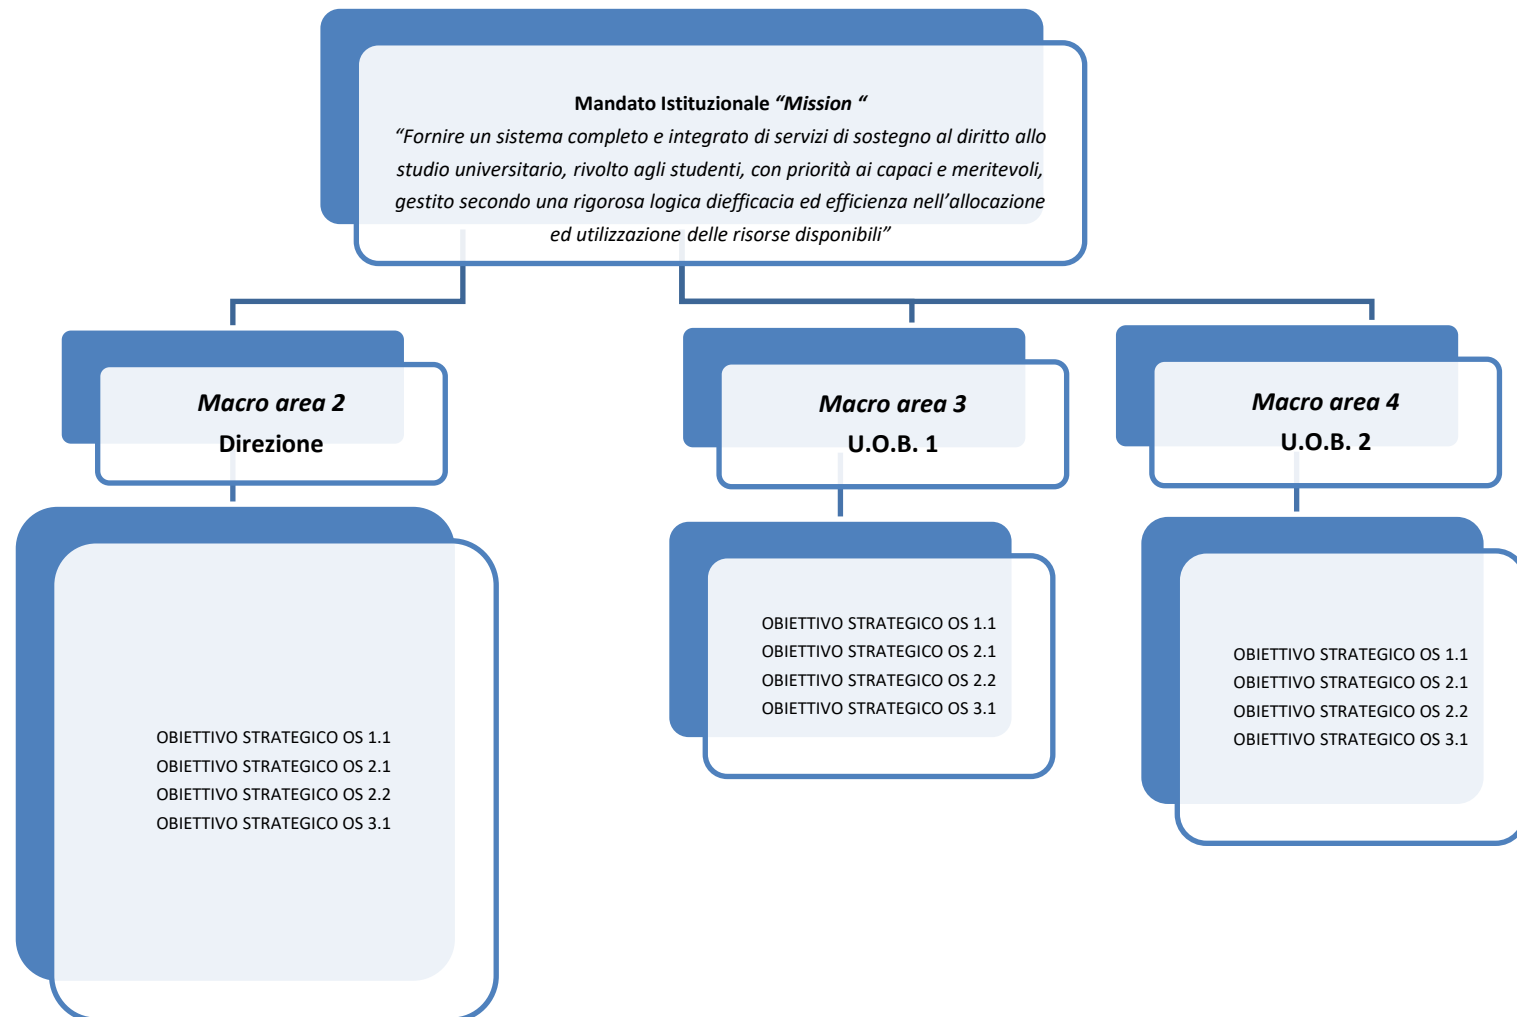 Mandato Istituzionale “Mission “
“Fornire un sistema completo e integrato di servizi di sostegno al diritto allo
studio universitario, rivolto agli studenti, con priorità ai capaci e meritevoli,
gestito secondo una rigorosa logica diefficacia ed efficienza nell’allocazione
ed utilizzazione delle risorse disponibili”
Macro area 2
Direzione
Macro area 3
U.O.B. 1
Macro area 4
U.O.B. 2
OBIETTIVO STRATEGICO OS 1.1
OBIETTIVO STRATEGICO OS 2.1
OBIETTIVO STRATEGICO OS 2.2
OBIETTIVO STRATEGICO OS 3.1
OBIETTIVO STRATEGICO OS 1.1
OBIETTIVO STRATEGICO OS 2.1
OBIETTIVO STRATEGICO OS 2.2
OBIETTIVO STRATEGICO OS 3.1
OBIETTIVO STRATEGICO OS 1.1
OBIETTIVO STRATEGICO OS 2.1
OBIETTIVO STRATEGICO OS 2.2
OBIETTIVO STRATEGICO OS 3.1